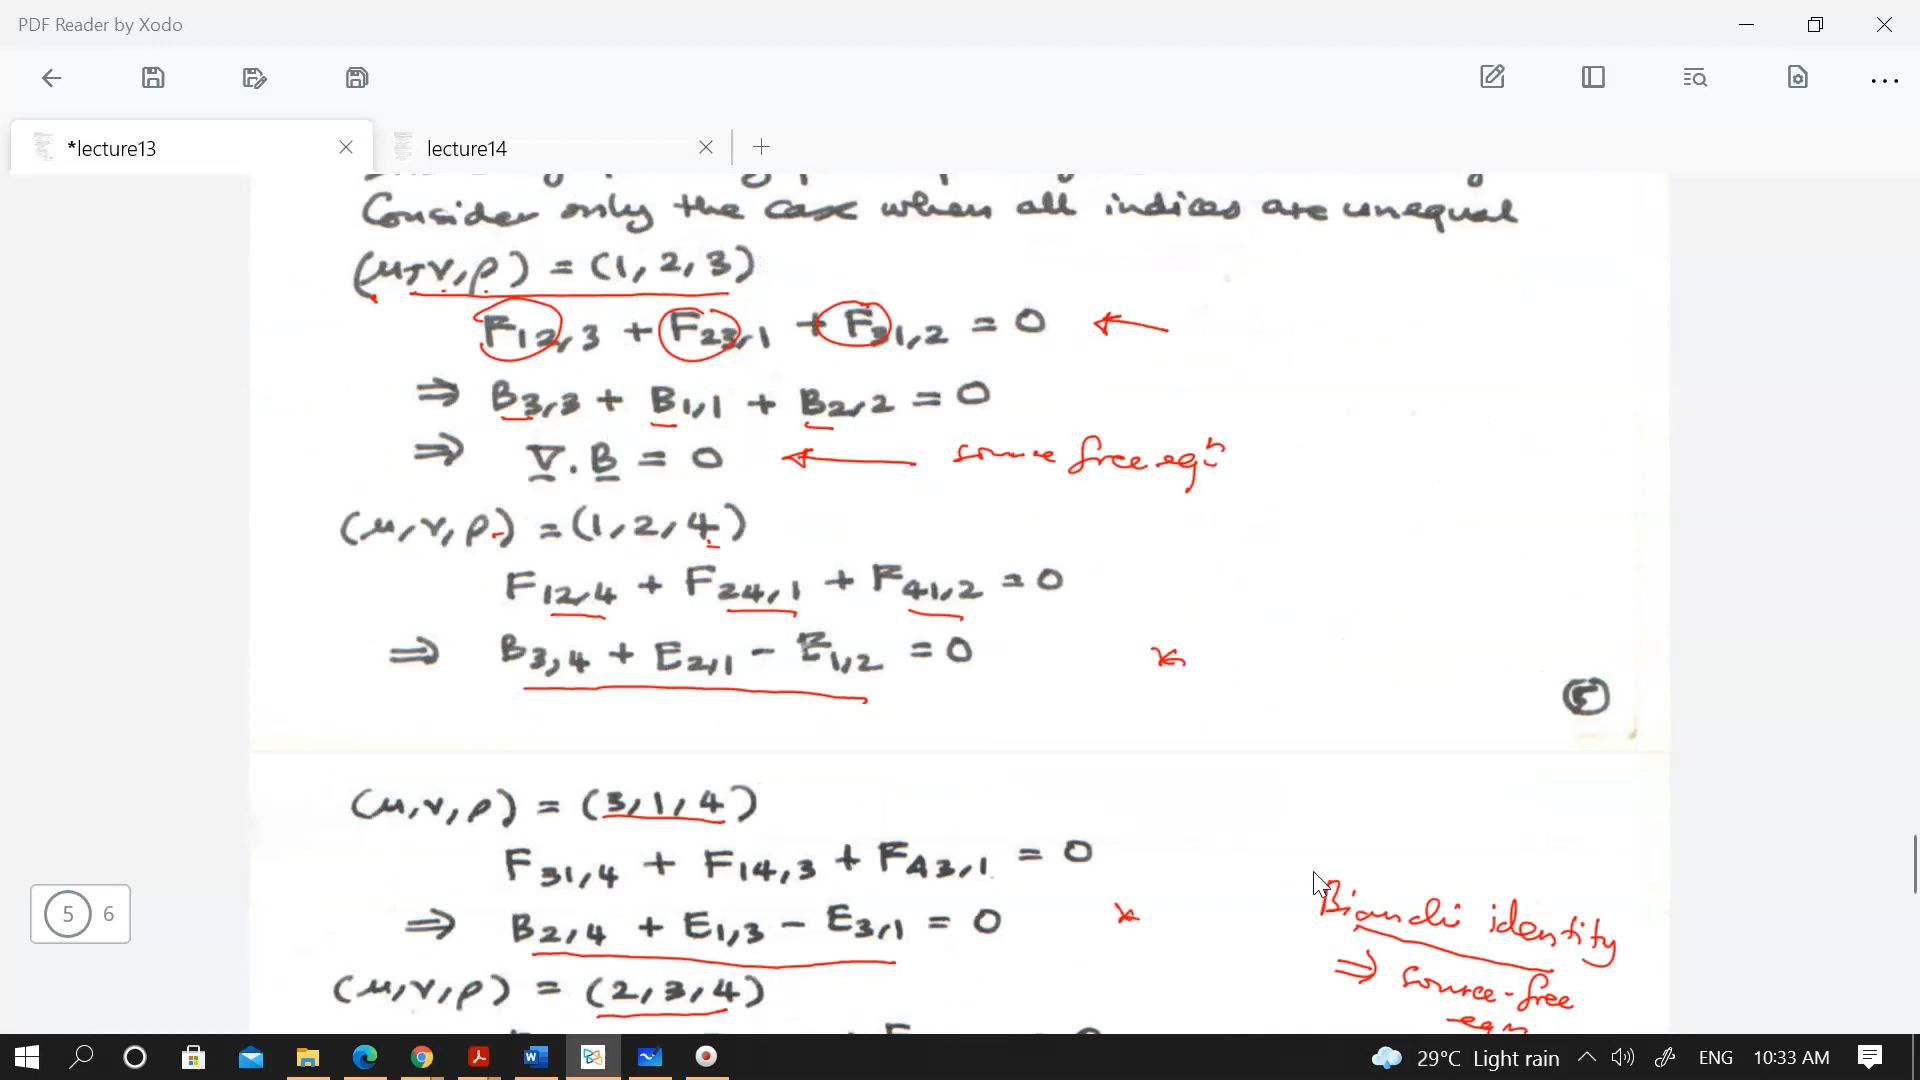 PDF Reader by Xodo
*lecture13
lecture14
Consider only the case when all indices are unequal
(μ,ν,ρ) = (1,2,3)
F12,3 + F23,1 + F31,2 = 0
⇒ B3,3 + B1,1 + B2,2 = 0
⇒ ∇.B = 0 source free eqn
(μ,ν,ρ) = (1,2,4)
F12,4 + F24,1 + F41,2 = 0
⇒ B3,4 + E2,1 - E1,2 = 0
5
(μ,ν,ρ) = (3,1,4)
F31,4 + F14,3 + F43,1 = 0
⇒ B2,4 + E1,3 - E3,1 = 0
Bianchi identity
⇒ source-free
eqn
(μ,ν,ρ) = (2,3,4)
5 6
29°C Light rain ENG 10:33 AM